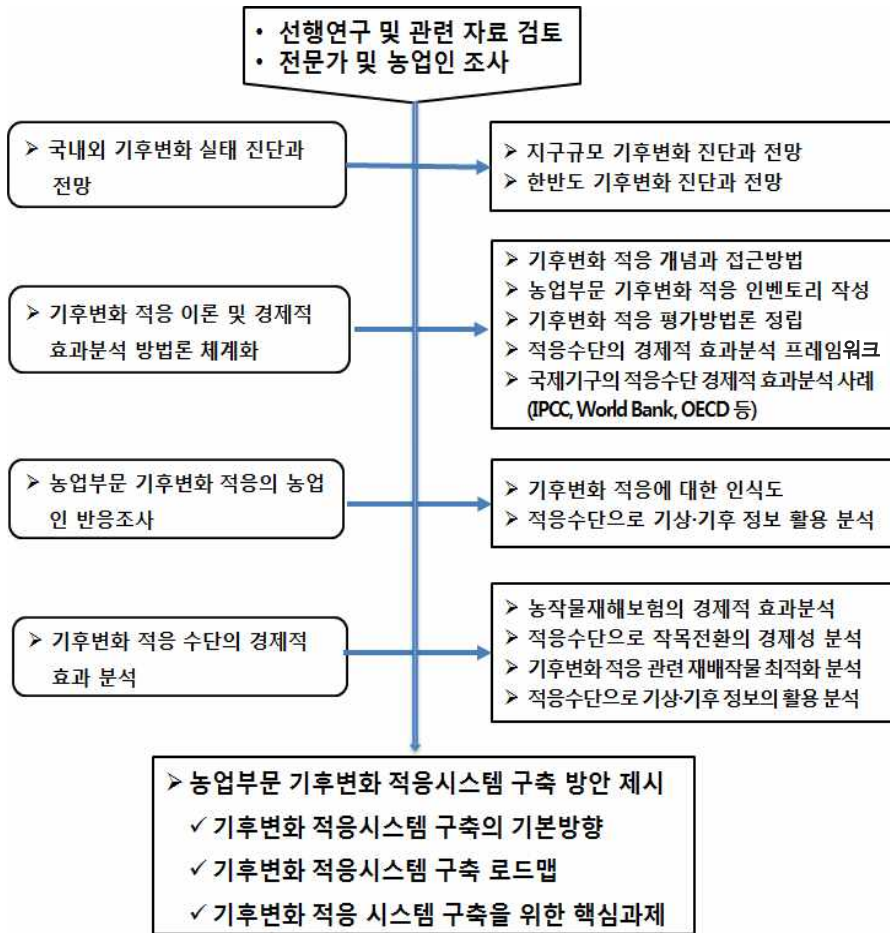 • 선행연구 및 관련 자료 검토
• 전문가 및 농업인 조사
➢ 국내외 기후변화 실태 진단과
전망
➢ 지구규모 기후변화 진단과 전망
➢ 한반도 기후변화 진단과 전망
➢ 기후변화 적응 이론 및 경제적
효과분석 방법론 체계화
➢ 기후변화 적응 개념과 접근방법
➢ 농업부문 기후변화 적응 인벤토리 작성
➢ 기후변화 적응 평가방법론 정립
➢ 적응수단의 경제적 효과분석 프레임워크
➢ 국제기구의 적응수단 경제적 효과분석 사례
(IPCC, World Bank, OECD 등)
➢ 농업부문 기후변화 적응의 농업
인 반응조사
➢ 기후변화 적응에 대한 인식도
➢ 적응수단으로 기상·기후 정보 활용 분석
➢ 기후변화 적응 수단의 경제적
효과 분석
➢ 농작물재해보험의 경제적 효과분석
➢ 적응수단으로 작목전환의 경제성 분석
➢ 기후변화 적응 관련 재배작물 최적화 분석
➢ 적응수단으로 기상·기후 정보의 활용 분석
➢ 농업부문 기후변화 적응시스템 구축 방안 제시
✓ 기후변화 적응시스템 구축의 기본방향
✓ 기후변화 적응시스템 구축 로드맵
✓ 기후변화 적응 시스템 구축을 위한 핵심과제